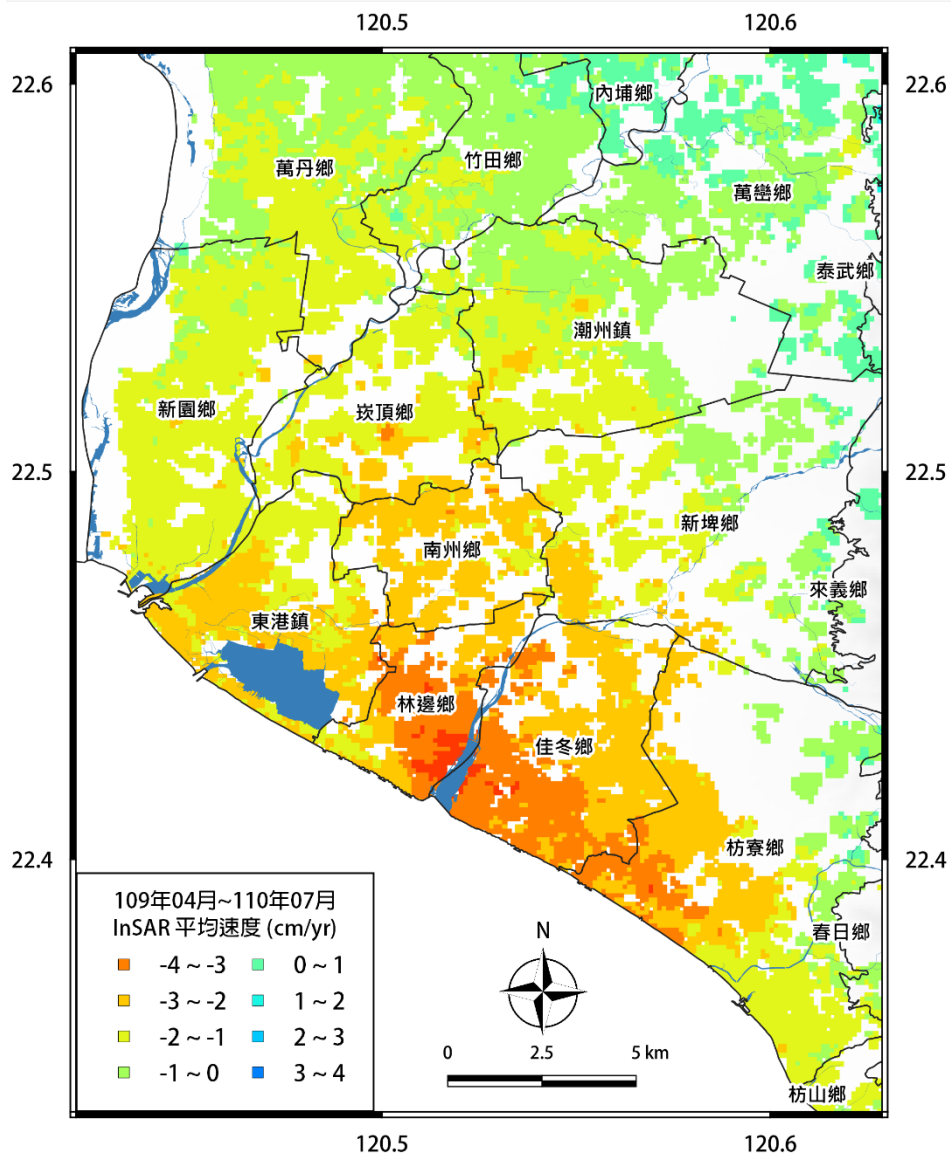 120.5 120.6
22.6 22.6
內埔鄉
竹田鄉
萬丹鄉
萬巒鄉
泰武鄉
潮州鎮
新園鄉
崁頂鄉
22.5 22.5
新埤鄉
南州鄉
來義鄉
東港鎮
林邊鄉
佳冬鄉
22.4 22.4
枋寮鄉
春日鄉
枋山鄉
109年04月~110年07月
InSAR 平均速度 (cm/yr)
-4 ~ -3 0 ~ 1
-3 ~ -2 1 ~ 2
-2 ~ -1 2 ~ 3
-1 ~ 0 3 ~ 4
N
0 2.5 5 km
120.5 120.6